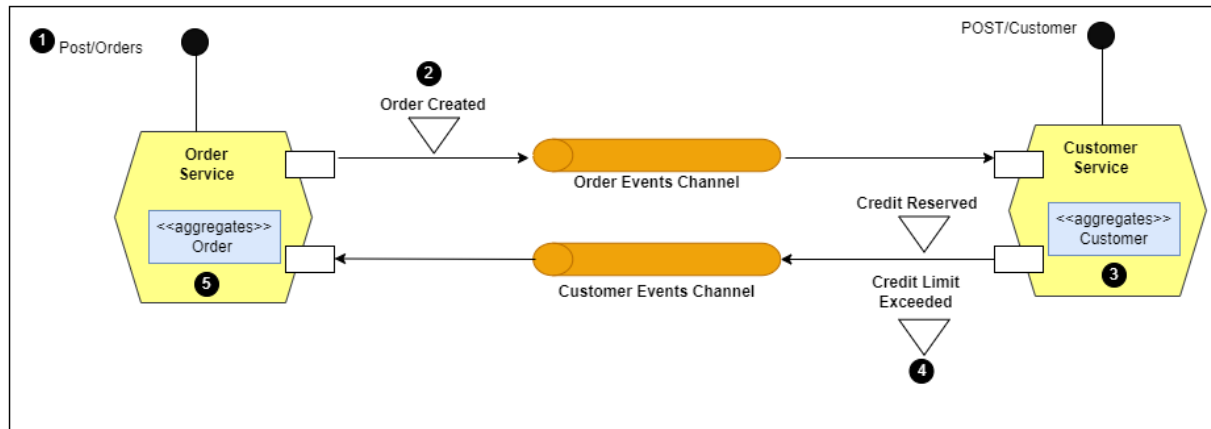 1 Post/Orders
POST/Customer
2
Order Created
Order
Service
Customer
Service
Order Events Channel
Credit Reserved
<<aggregates>>
Order
<<aggregates>>
Customer
5
3
Customer Events Channel
Credit Limit
Exceeded
4